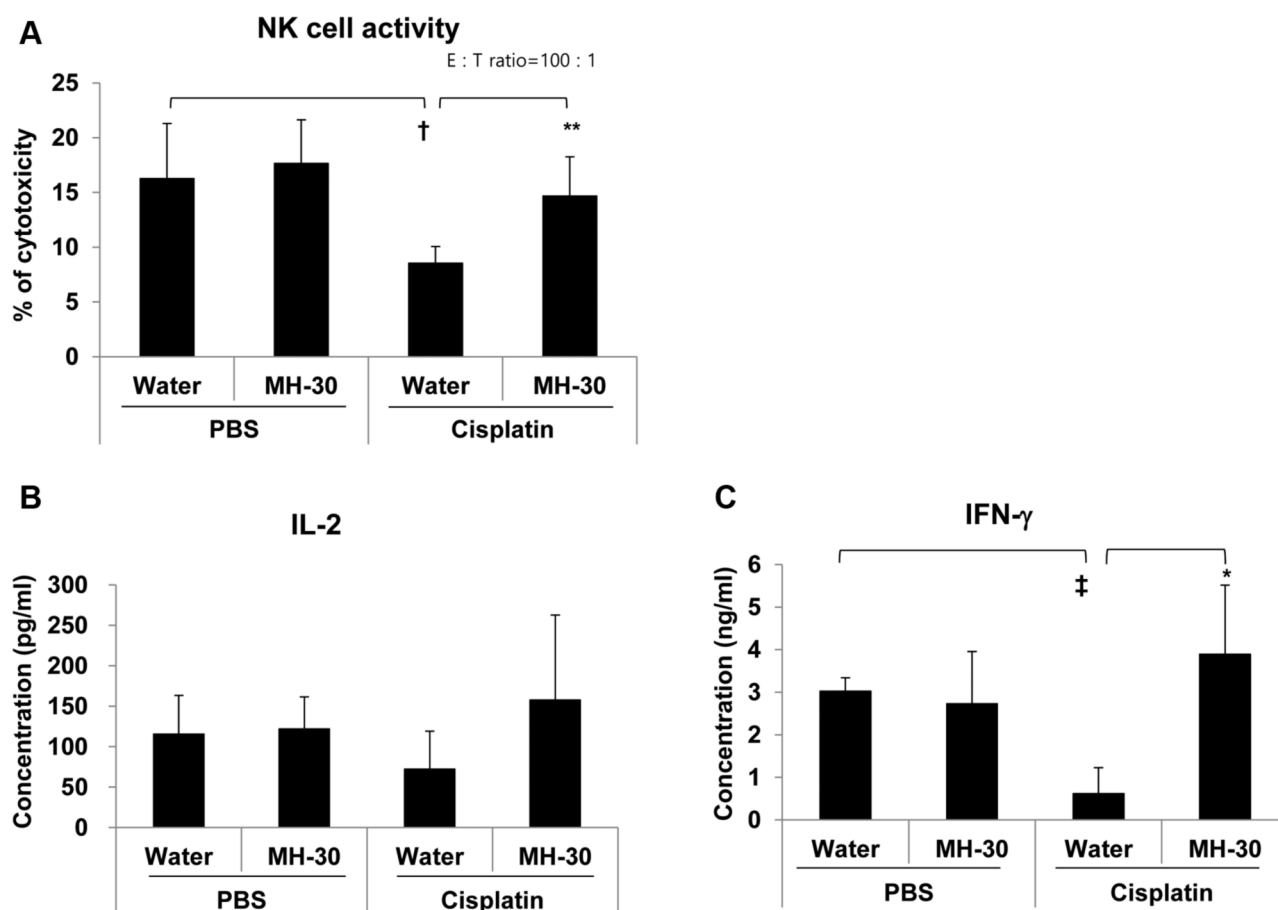 A
NK cell activity
E : T ratio=100 : 1
% of cytotoxicity
25
20
15
10
5
0
†
**
Water MH-30 Water MH-30
PBS Cisplatin
B
IL-2
Concentration (pg/ml)
300
250
200
150
100
50
0
Water MH-30 Water MH-30
PBS Cisplatin
C
IFN-γ
Concentration (ng/ml)
6
5
4
3
2
1
0
‡
*
Water MH-30 Water MH-30
PBS Cisplatin